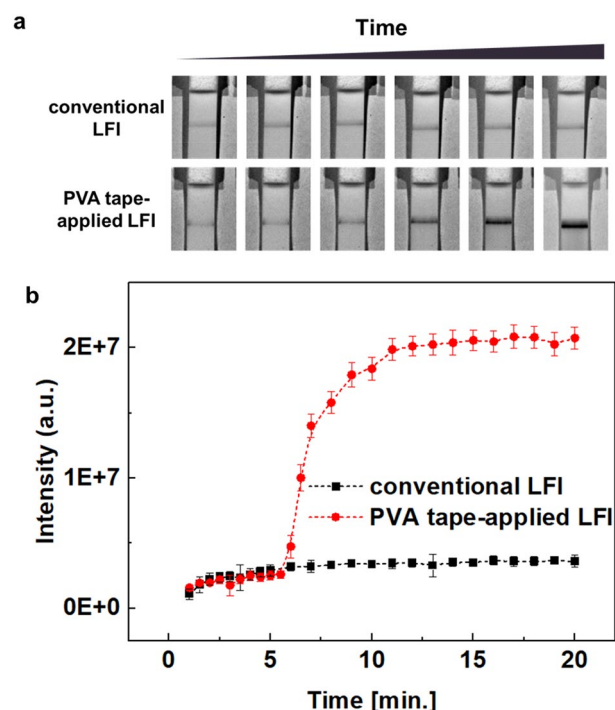 a
Time
conventional
LFI
PVA tape-
applied LFI
b
2E+7
1E+7
0E+0
Intensity (a.u.)
conventional LFI
PVA tape-applied LFI
0
5
10
15
20
Time [min.]